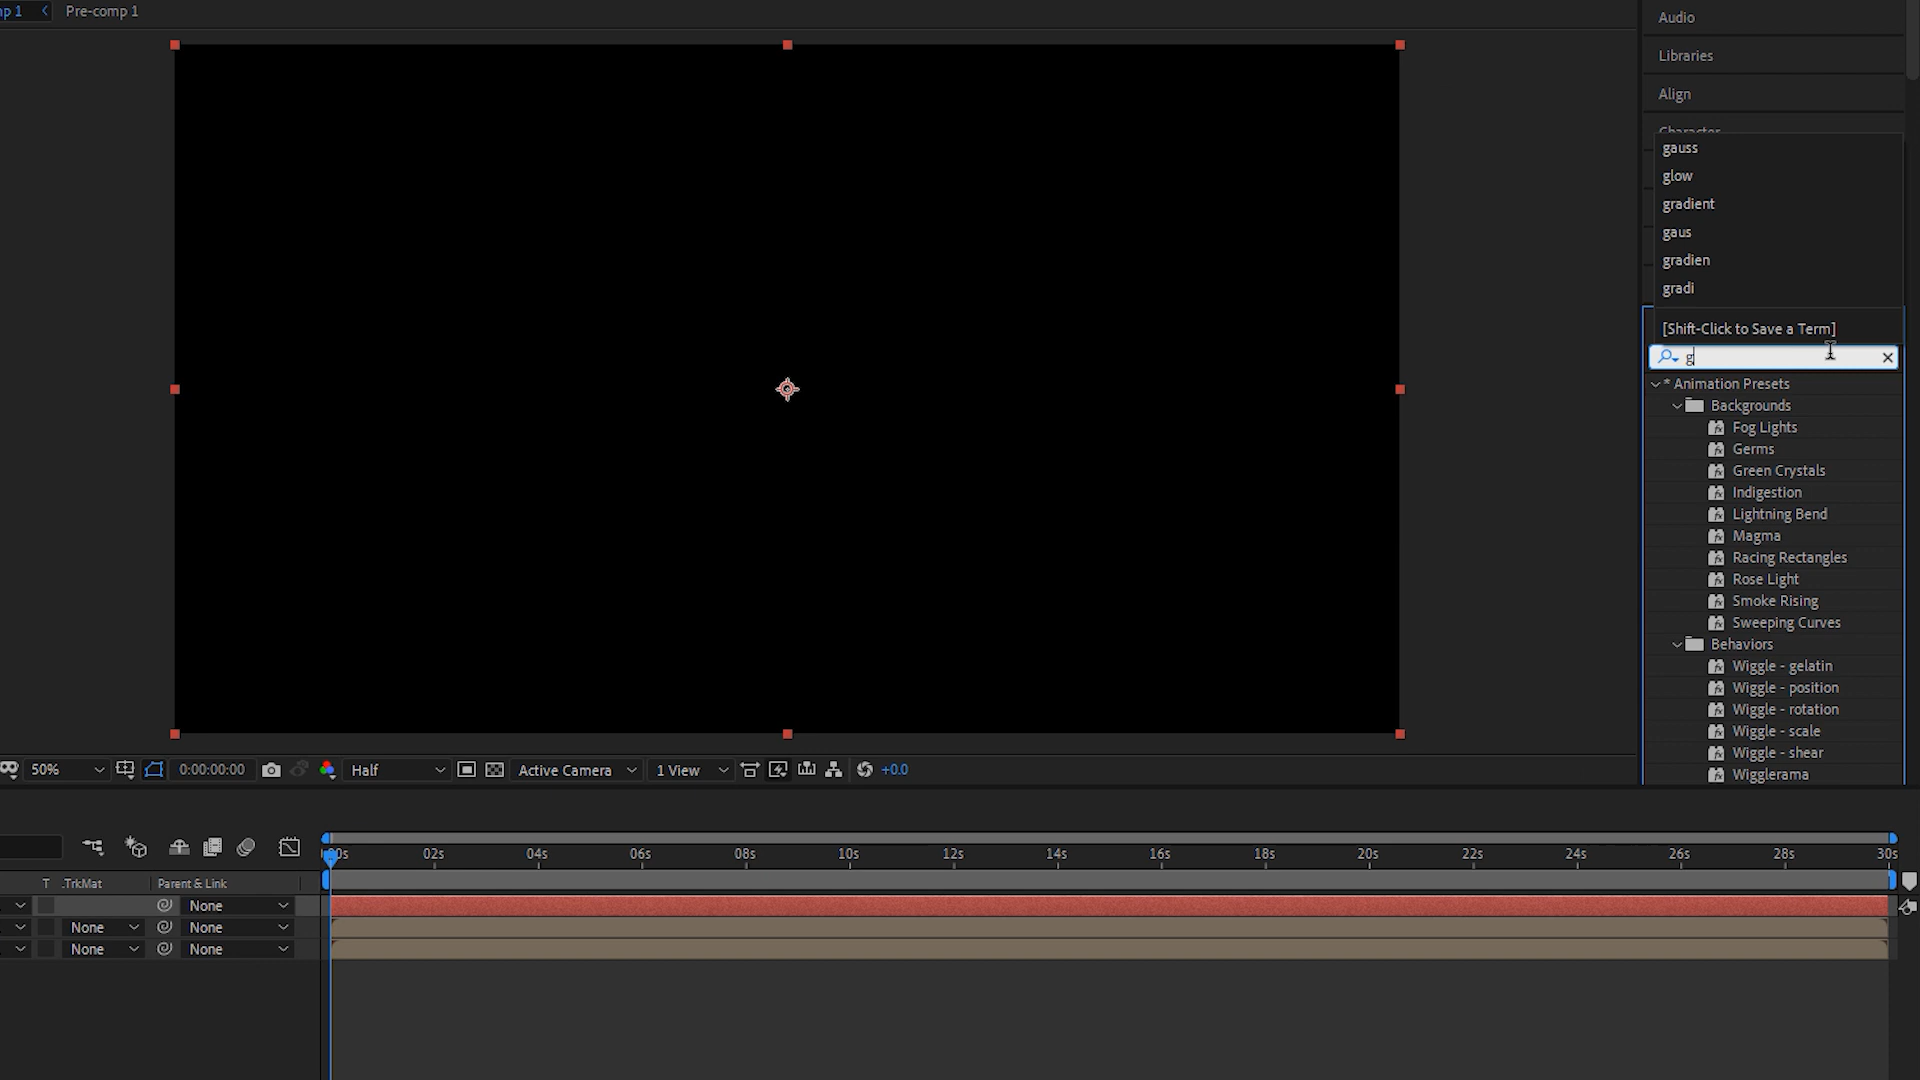 mp 1
Pre-comp 1
Audio
Libraries
Align
Character
gauss
glow
gradient
gaus
gradien
gradi
[Shift-Click to Save a Term]
g
* Animation Presets
Backgrounds
Fog Lights
Germs
Green Crystals
Indigestion
Lightning Bend
Magma
Racing Rectangles
Rose Light
Smoke Rising
Sweeping Curves
Behaviors
Wiggle - gelatin
Wiggle - position
Wiggle - rotation
Wiggle - scale
Wiggle - shear
Wigglerama
50% 0:00:00:00 Half Active Camera 1 View +0.0
:00s 02s 04s 06s 08s 10s 12s 14s 16s 18s 20s 22s 24s 26s 28s 30s
T .TrkMat Parent & Link
None
None None
None None